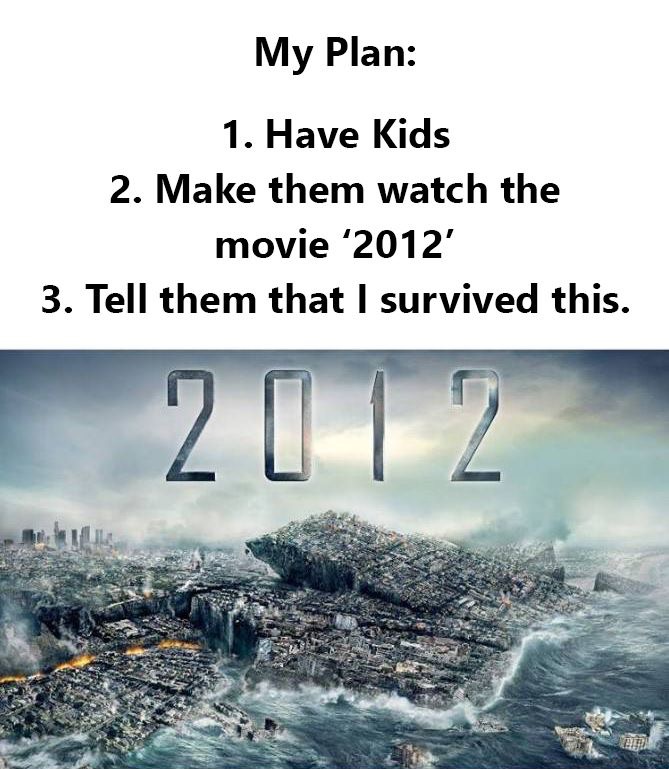 My Plan:
1. Have Kids
2. Make them watch the
movie ‘2012’
3. Tell them that I survived this.
2012